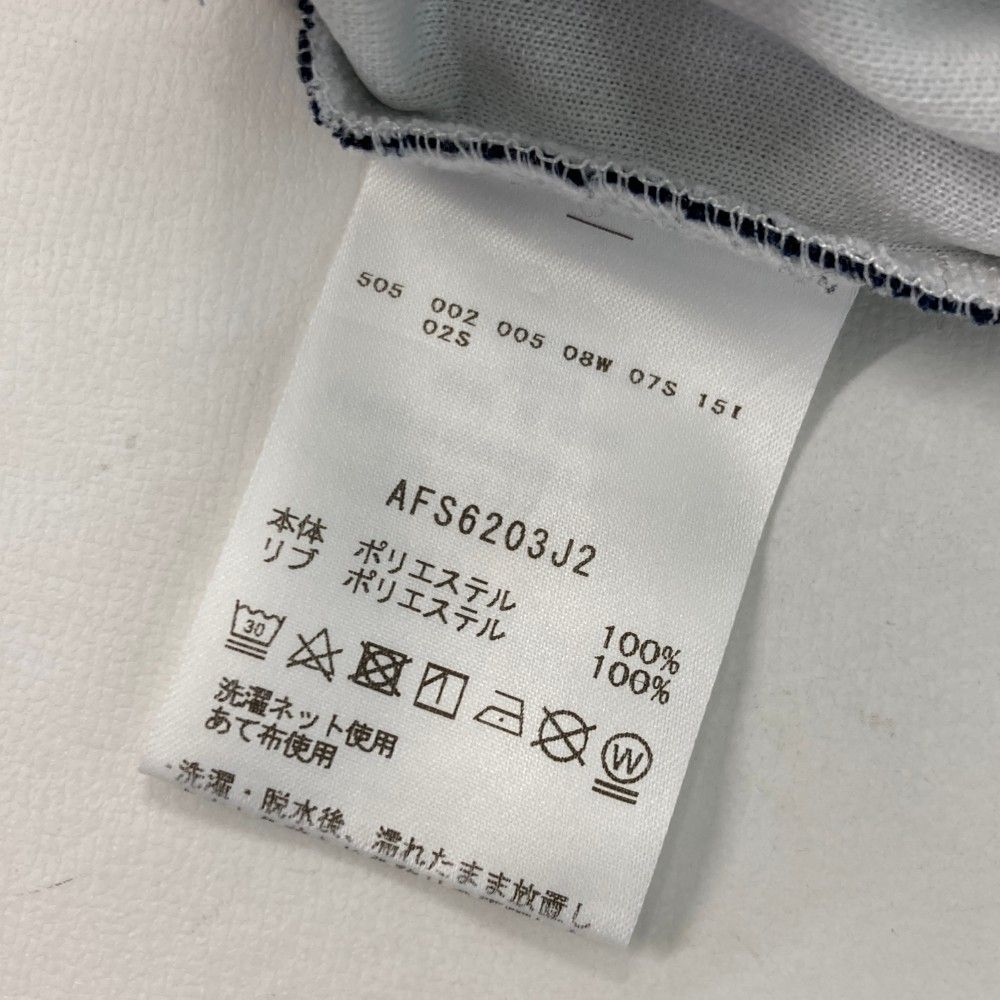 505 002 005 08W 07S 15I
02S
AFS6203J2
本体 ポリエステル 100%
リブ ポリエステル 100%
30
W
洗濯ネット使用
あて布使用
・洗濯・脱水後、濡れたまま放置し